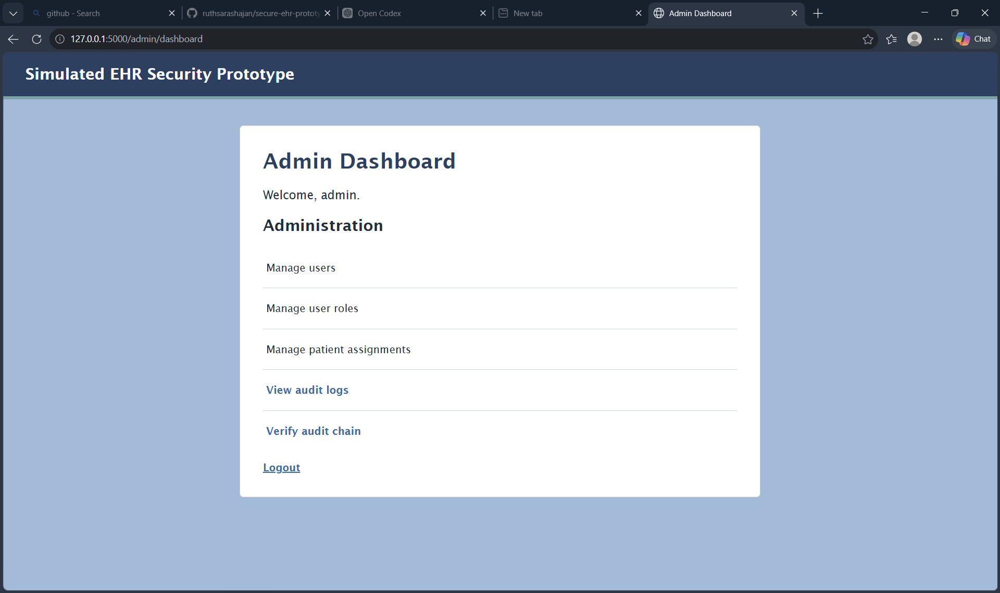 github - Search
ruthsarashajan/secure-ehr-prototy
Open Codex
New tab
Admin Dashboard
127.0.0.1:5000/admin/dashboard
Chat
Simulated EHR Security Prototype
Admin Dashboard
Welcome, admin.
Administration
Manage users
Manage user roles
Manage patient assignments
View audit logs
Verify audit chain
Logout